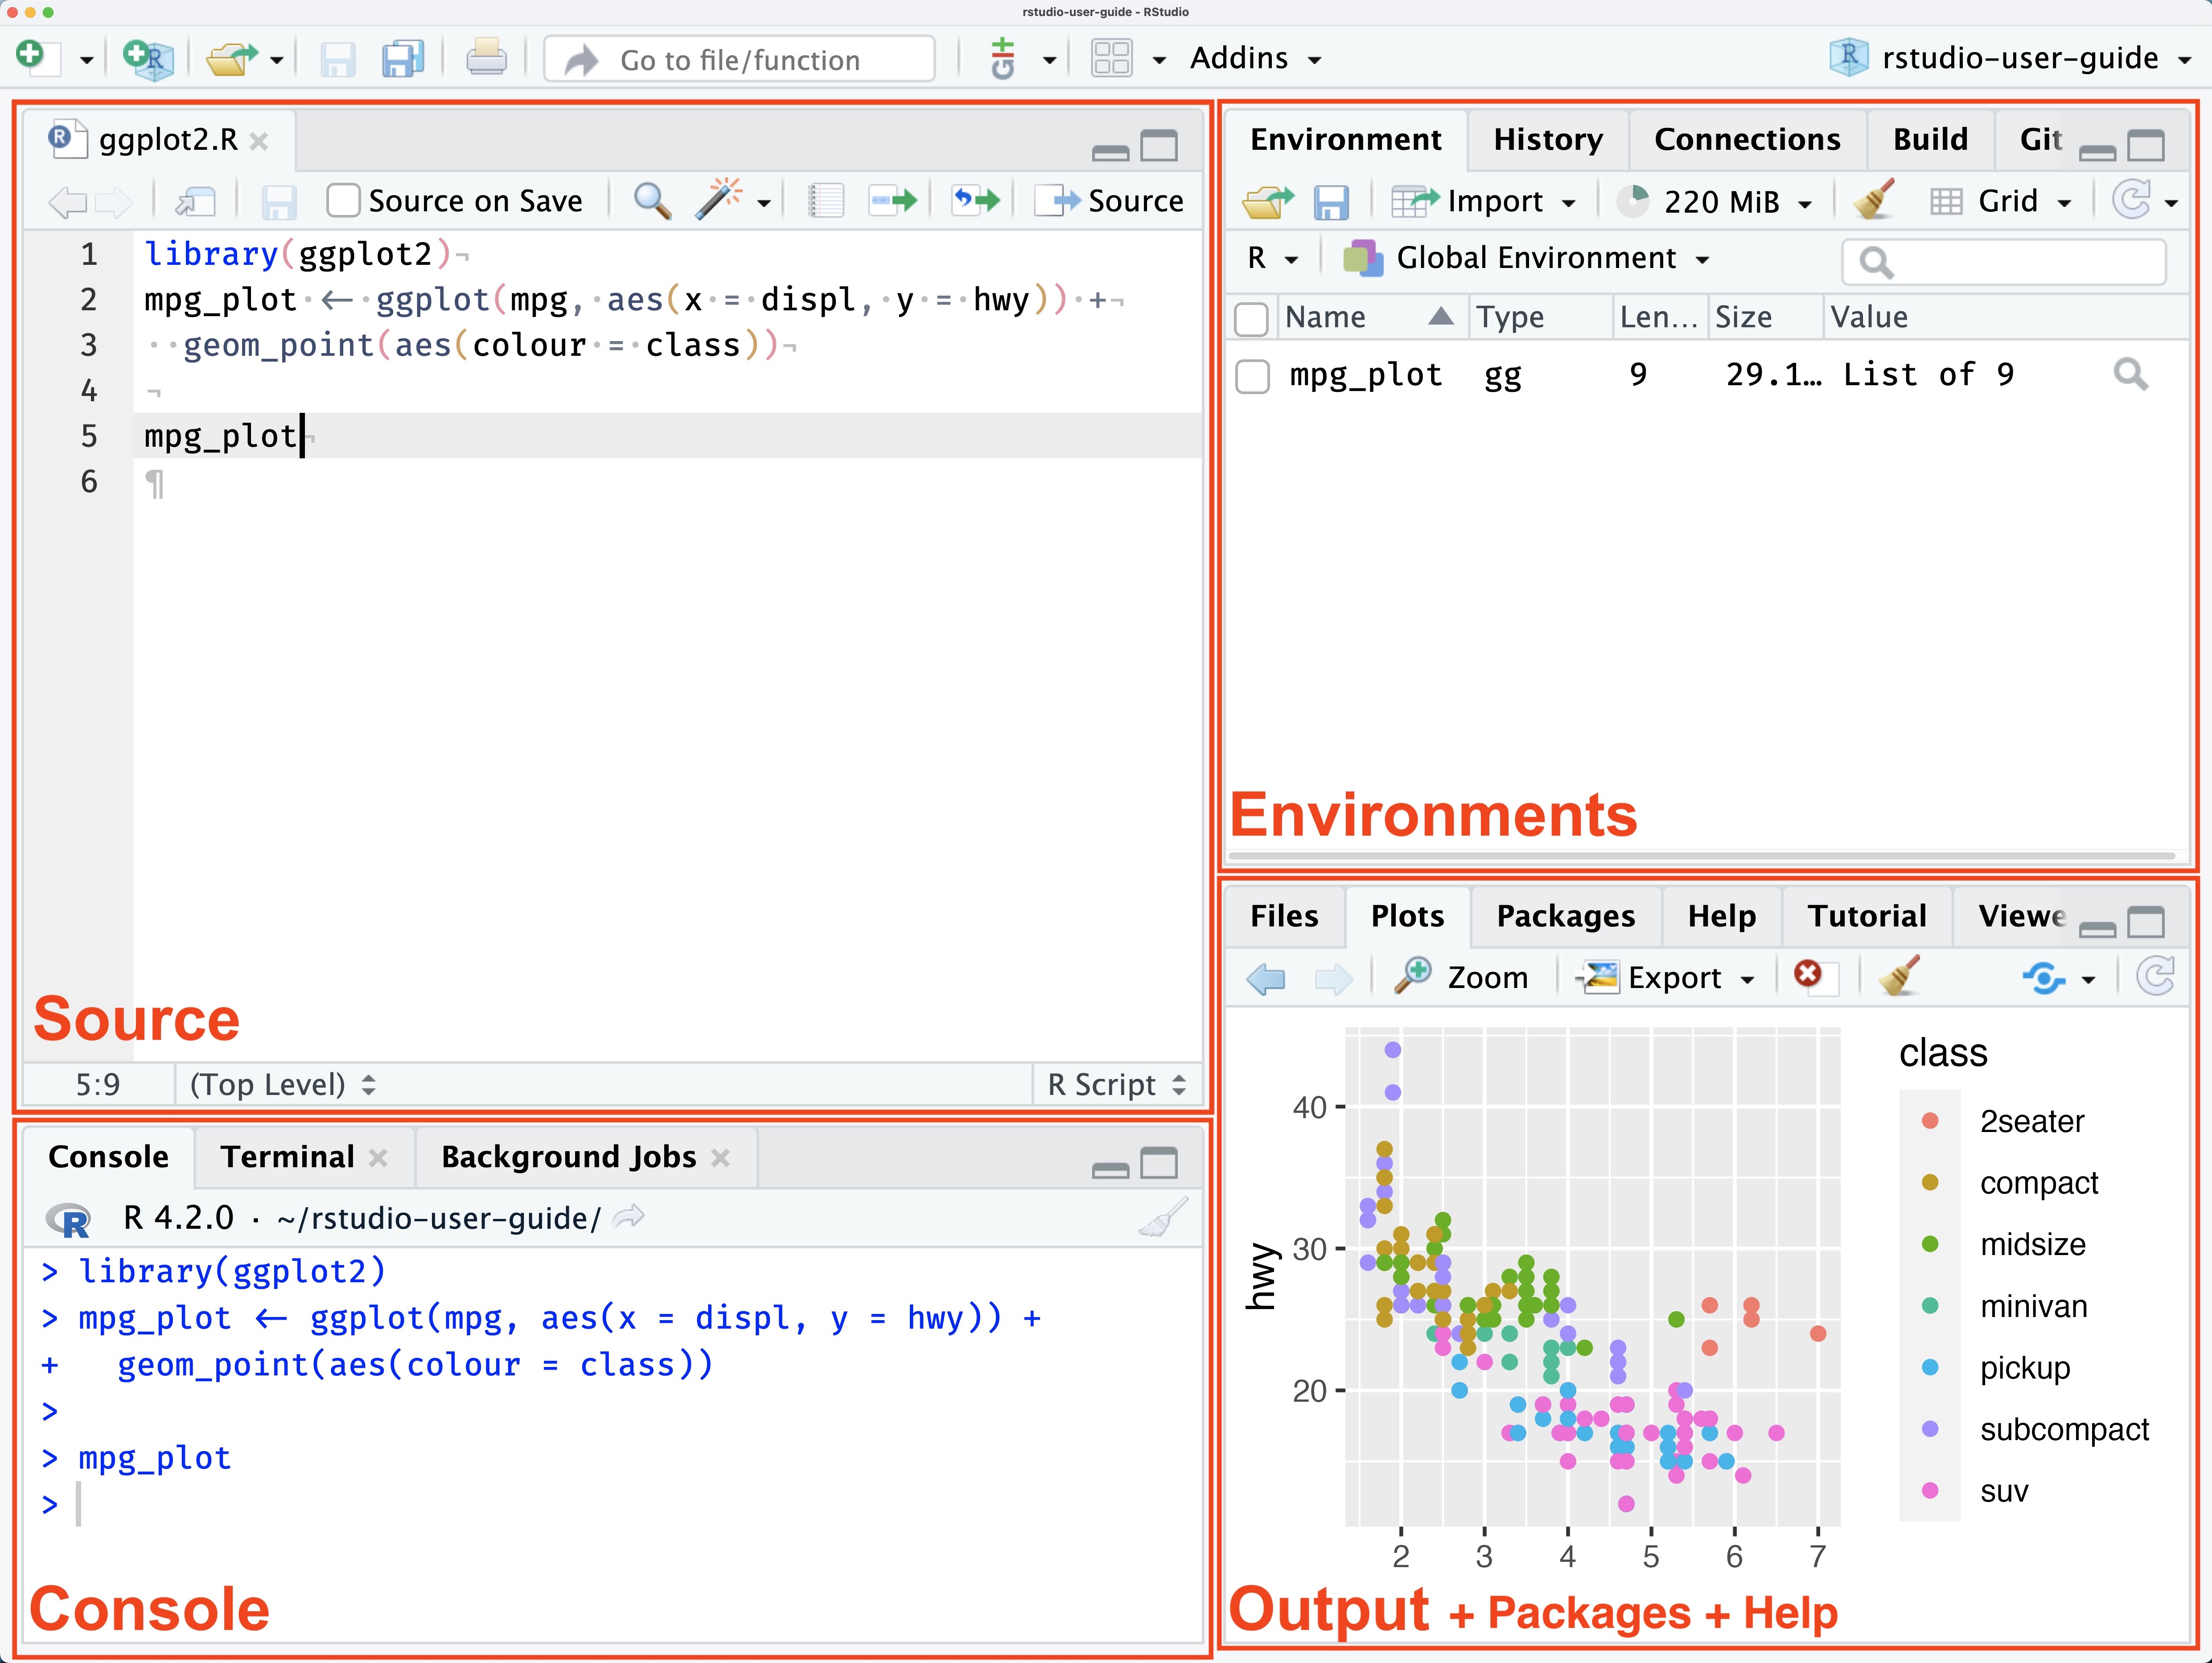 rstudio-user-guide - RStudio
Go to file/function
Git
Addins
rstudio-user-guide
ggplot2.R
Source on Save
Source
1 library(ggplot2)¬
2 mpg_plot·<-·ggplot(mpg,·aes(x·=·displ,·y·=·hwy))·+¬
3 ··geom_point(aes(colour·=·class))¬
4 ¬
5 mpg_plot¬
6 ¶
Source
5:9 (Top Level) R Script
Console Terminal Background Jobs
R 4.2.0 · ~/rstudio-user-guide/
> library(ggplot2)
> mpg_plot <- ggplot(mpg, aes(x = displ, y = hwy)) +
+   geom_point(aes(colour = class))
>
> mpg_plot
>
Console
Environment History Connections Build Git
Import 220 MiB Grid
R Global Environment
Name Type Len... Size Value
mpg_plot gg 9 29.1... List of 9
Environments
Files Plots Packages Help Tutorial Viewe
Zoom Export
hwy
40
30
20
2 3 4 5 6 7
class
2seater
compact
midsize
minivan
pickup
subcompact
suv
Output + Packages + Help